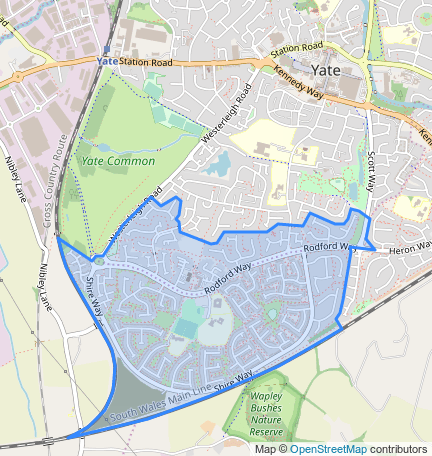 Station Road
Yate
Station Road
Yate
Kennedy Way
Kenn
Westerleigh Road
Cross Country Route
Nibley Lane
Yate Common
Scott Way
Westerleigh Road
Rodford Way
Heron Way
Nibley Lane
Shire Way
Rodford Way
South Wales Main Line
Shire Way
Wapley
Bushes
Nature
Reserve
Map © OpenStreetMap contributors